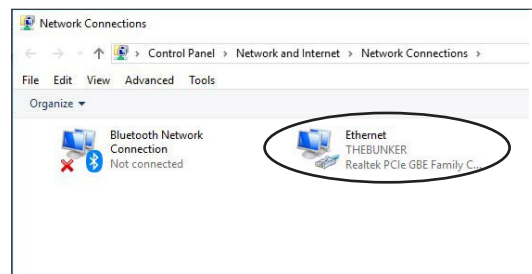 Network Connections
Control Panel > Network and Internet > Network Connections >
File Edit View Advanced Tools
Organize
Bluetooth Network
Connection
Not connected
Ethernet
THEBUNKER
Realtek PCIe GBE Family C...